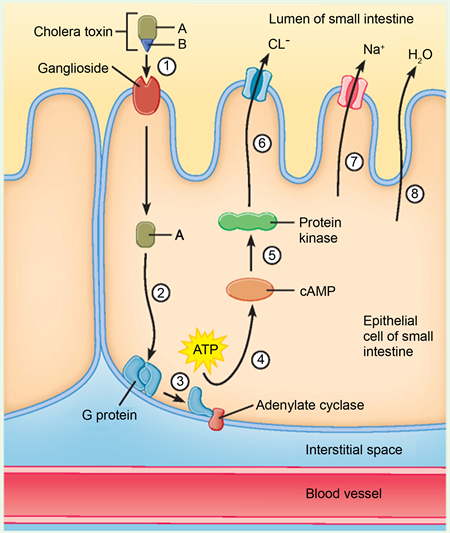 Lumen of small intestine
Cholera toxin
A
B
1
Ganglioside
CL⁻
Na⁺
H₂O
6
7
8
A
Protein
kinase
2
5
cAMP
ATP
4
Epithelial
cell of small
intestine
3
G protein
Adenylate cyclase
Interstitial space
Blood vessel